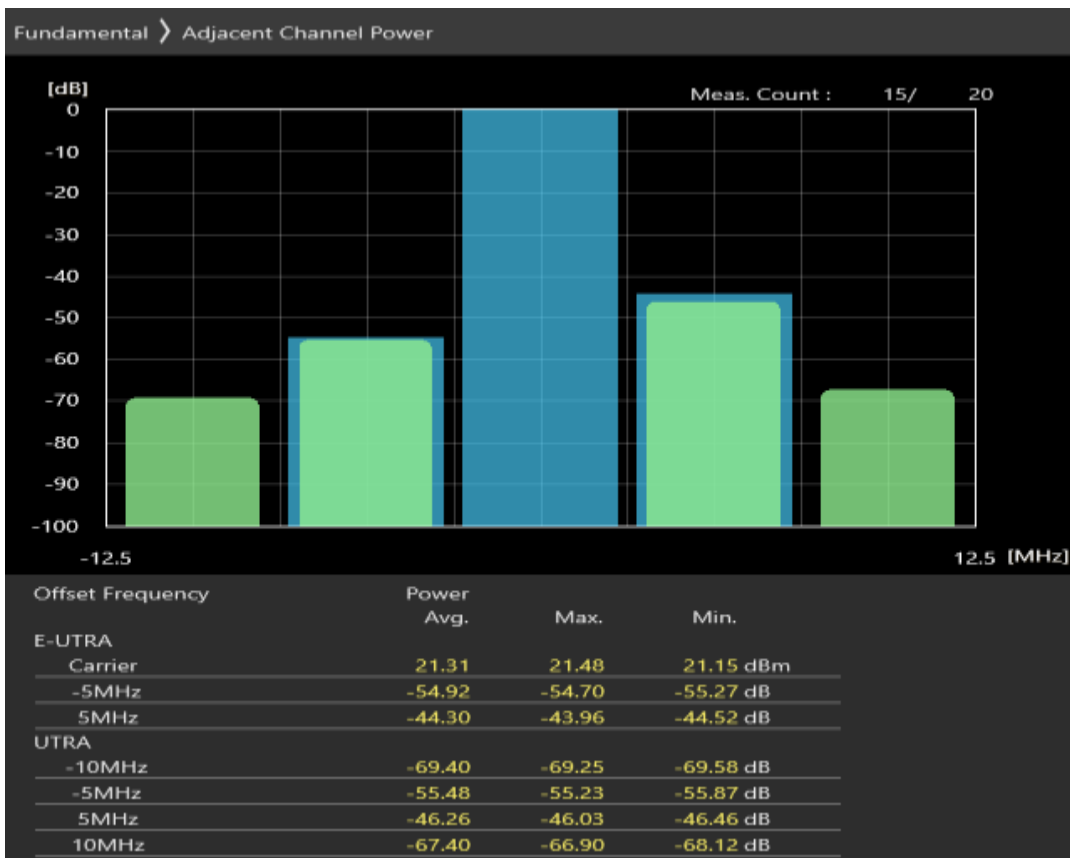 Fundamental 〉 Adjacent Channel Power
[dB]
Meas. Count : 15/ 20
0
-10
-20
-30
-40
-50
-60
-70
-80
-90
-100
-12.5 12.5 [MHz]
Offset Frequency Power
Avg. Max. Min.
E-UTRA
Carrier 21.31 21.48 21.15 dBm
-5MHz -54.92 -54.70 -55.27 dB
5MHz -44.30 -43.96 -44.52 dB
UTRA
-10MHz -69.40 -69.25 -69.58 dB
-5MHz -55.48 -55.23 -55.87 dB
5MHz -46.26 -46.03 -46.46 dB
10MHz -67.40 -66.90 -68.12 dB